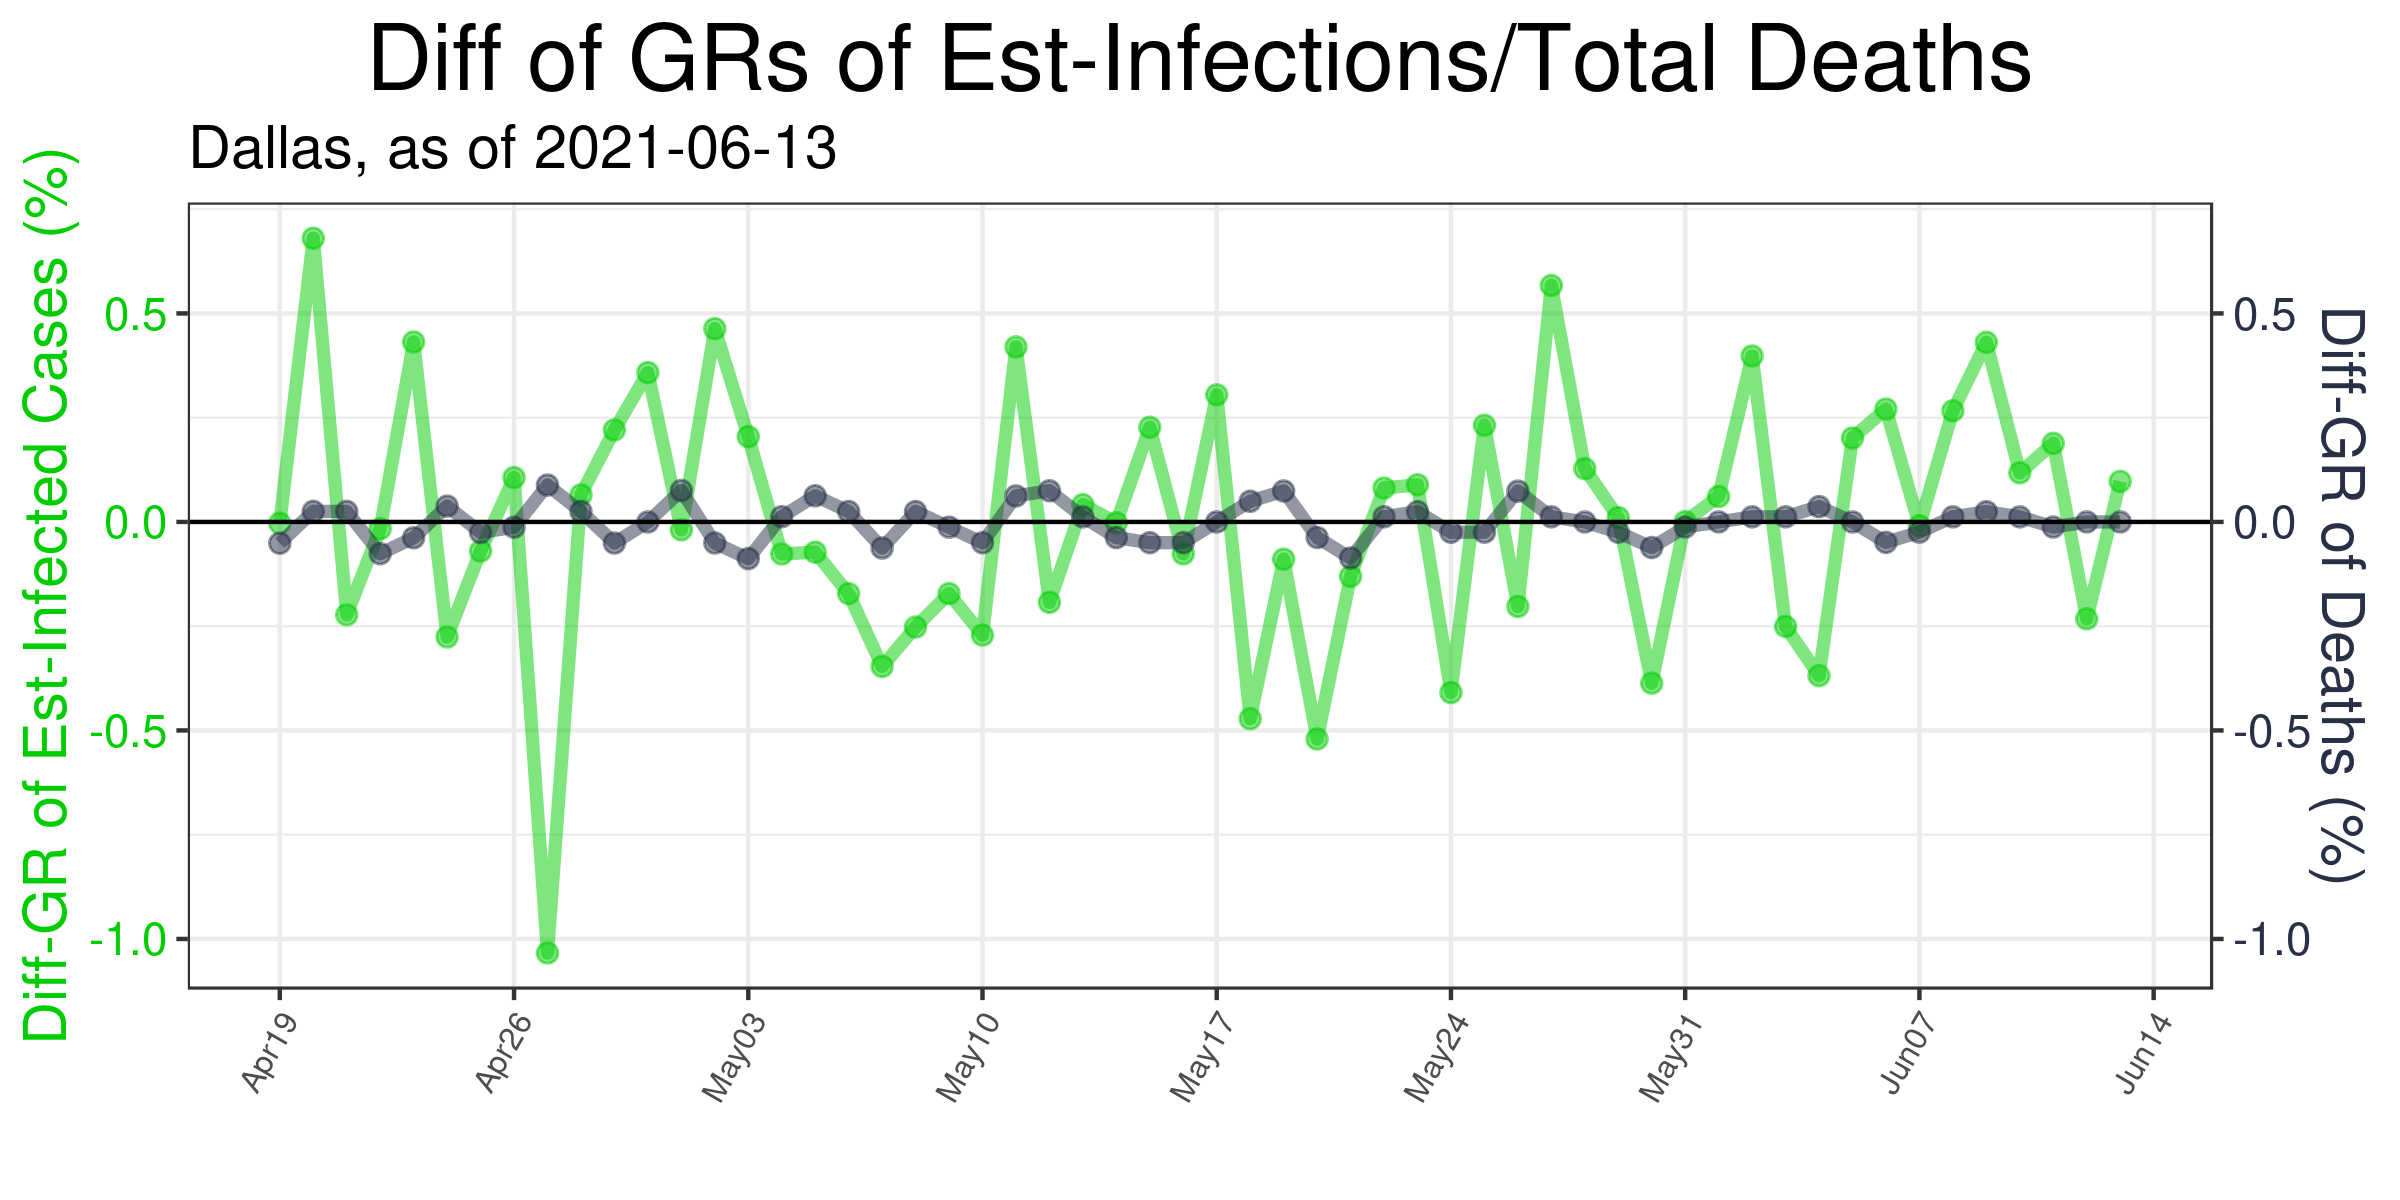 Diff of GRs of Est-Infections/Total Deaths
Dallas, as of 2021-06-13
Diff-GR of Est-Infected Cases (%)
0.5
0.0
-0.5
-1.0
0.5
0.0
-0.5
-1.0
Diff-GR of Deaths (%)
Apr19
Apr26
May03
May10
May17
May24
May31
Jun07
Jun14